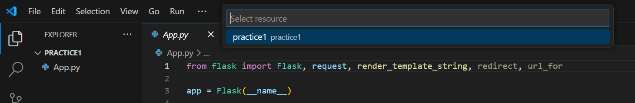 File Edit Selection View Go Run ...
Select resource
practice1 practice1
EXPLORER ...
PRACTICE1
App.py
App.py
App.py > ...
1 from flask import Flask, request, render_template_string, redirect, url_for
2
3 app = Flask(__name__)
4